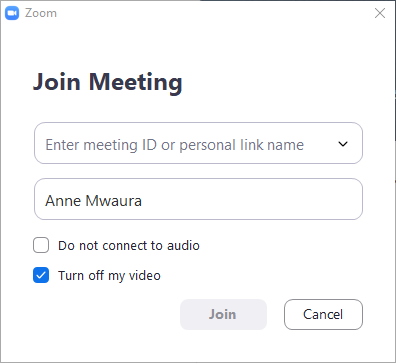 Zoom
Join Meeting
Enter meeting ID or personal link name
Anne Mwaura
Do not connect to audio
Turn off my video
Join Cancel